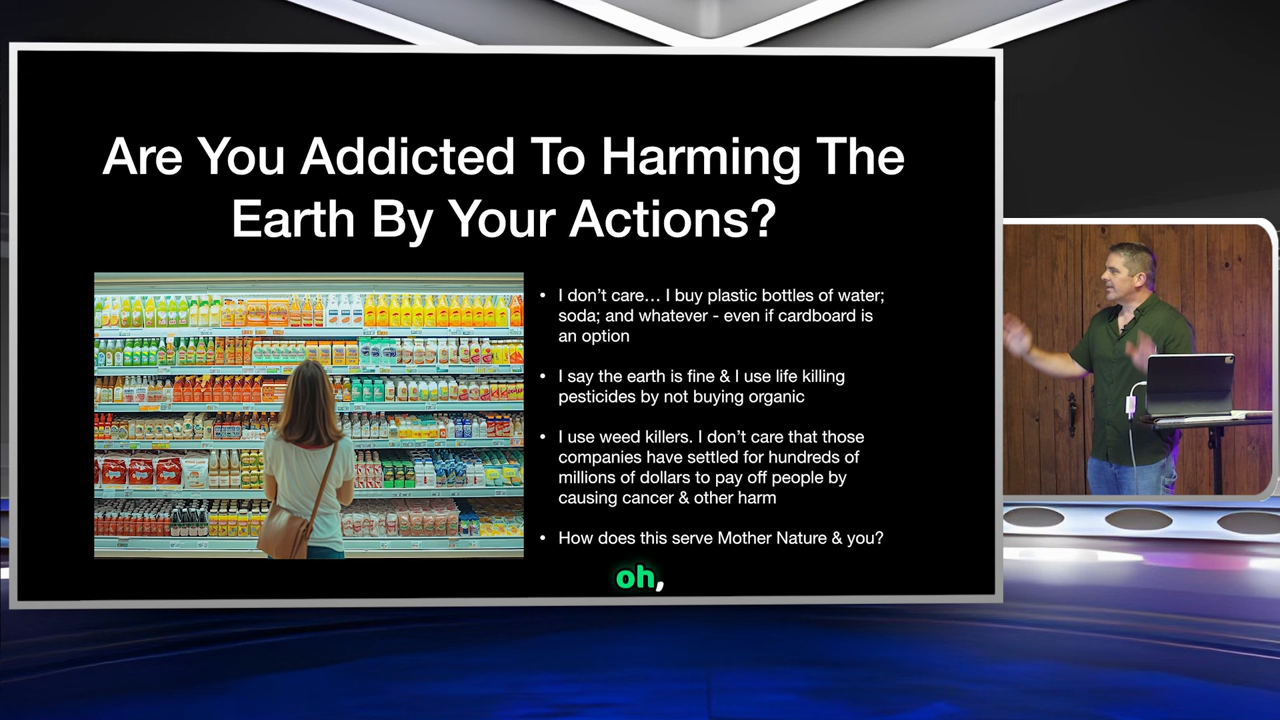 Are You Addicted To Harming The
Earth By Your Actions?
• I don't care... I buy plastic bottles of water;
soda; and whatever - even if cardboard is
an option
• I say the earth is fine & I use life killing
pesticides by not buying organic
• I use weed killers. I don't care that those
companies have settled for hundreds of
millions of dollars to pay off people by
causing cancer & other harm
• How does this serve Mother Nature & you?
oh,